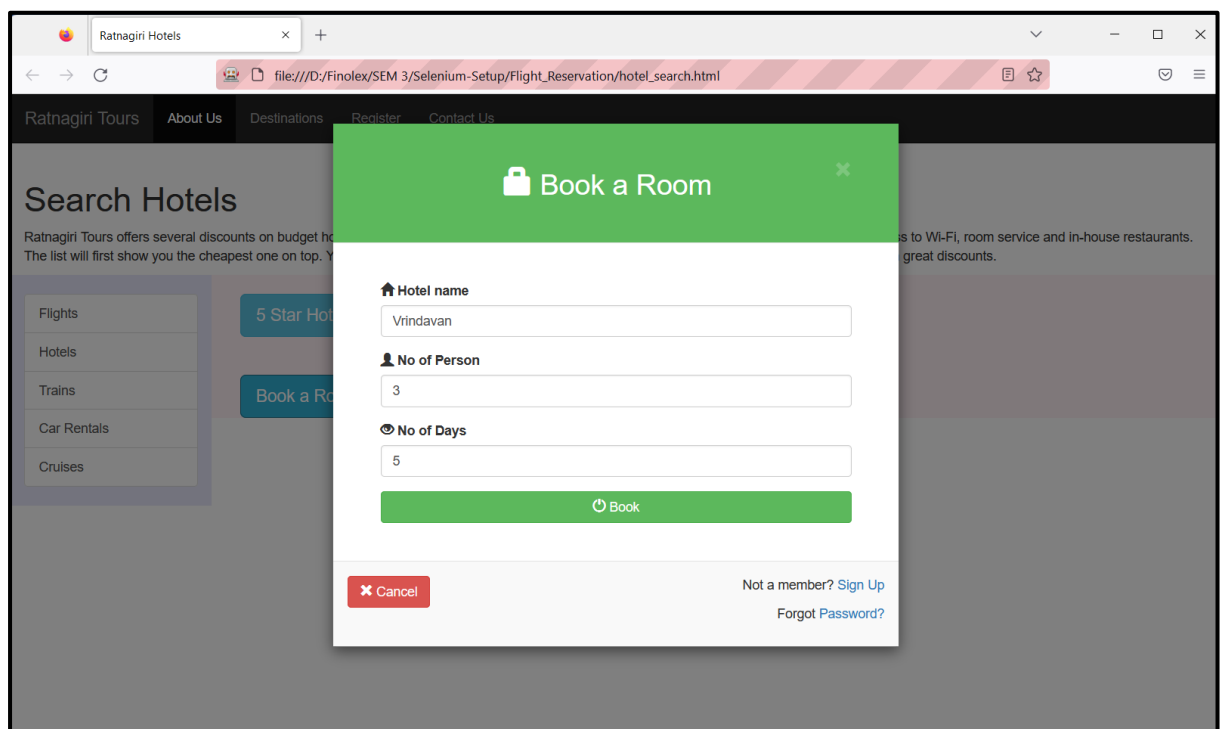 Ratnagiri Hotels
file:///D:/Finolex/SEM 3/Selenium-Setup/Flight_Reservation/hotel_search.html
Ratnagiri Tours About Us Destinations Register Contact Us
Book a Room
Search Hotels
Ratnagiri Tours offers several discounts on budget to Wi-Fi, room service and in-house restaurants.
The list will first show you the cheapest one on top. great discounts.
Flights
Hotels
Trains
Car Rentals
Cruises
5 Star
Book a
Hotel name
Vrindavan
No of Person
3
No of Days
5
Book
Cancel
Not a member? Sign Up
Forgot Password?